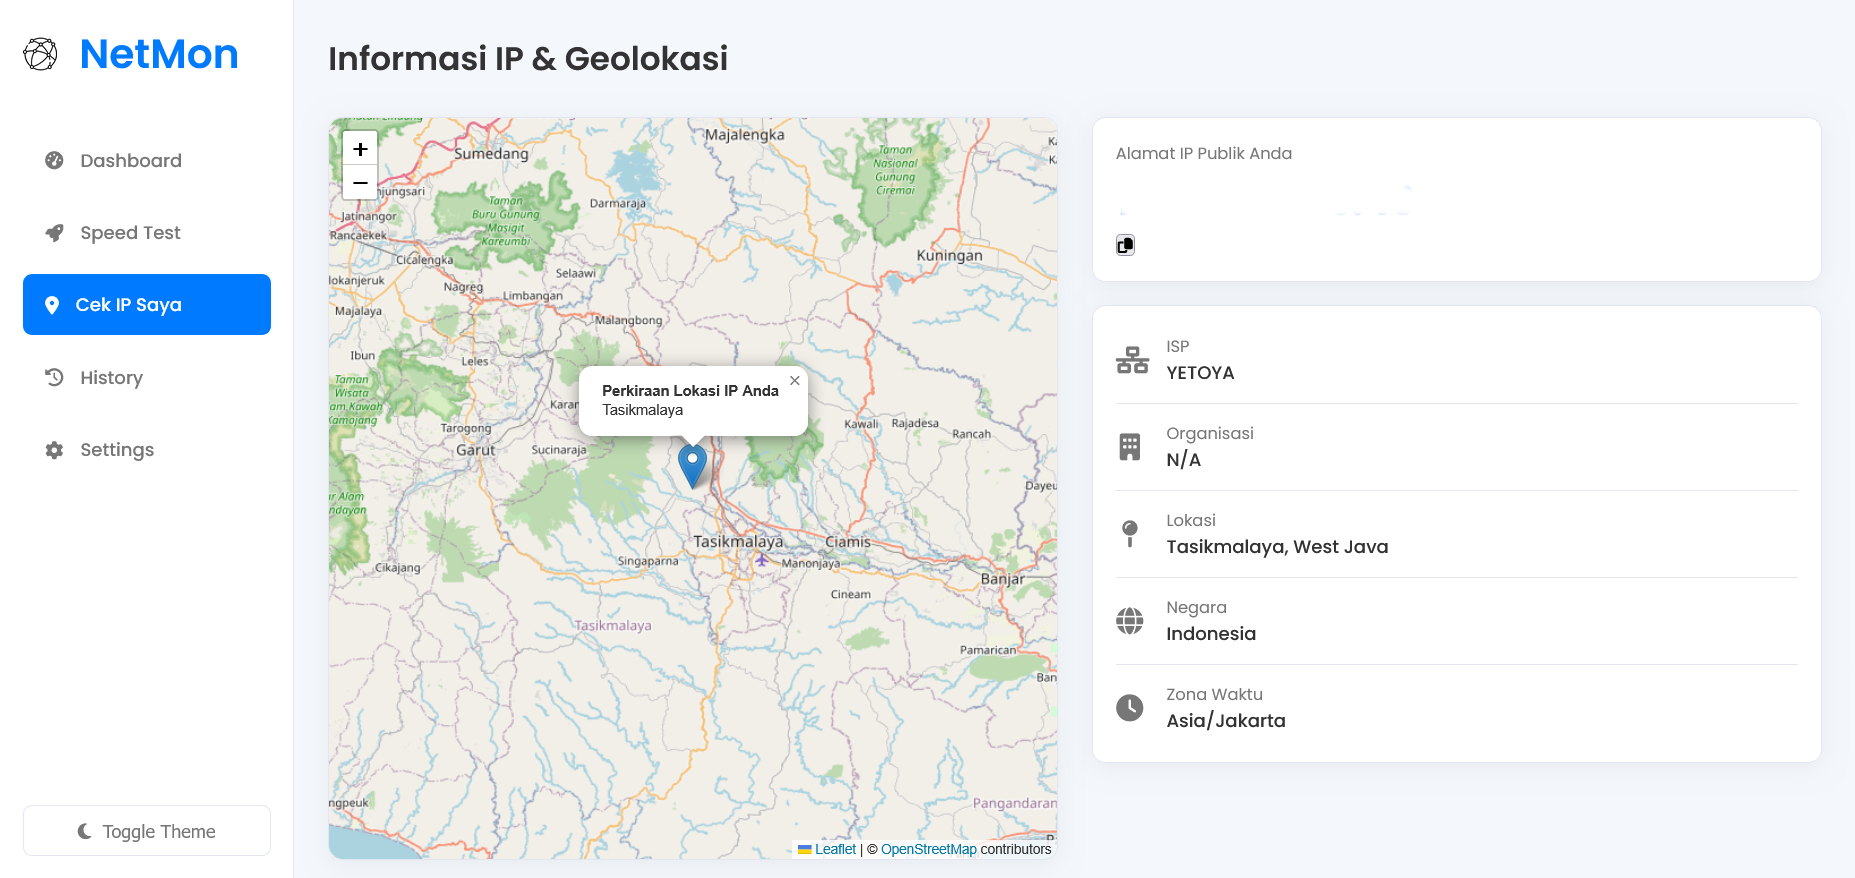 NetMon
Dashboard
Speed Test
Cek IP Saya
History
Settings
Toggle Theme
Informasi IP & Geolokasi
+
−
Majalengka
Sumedang
Taman
Nasional
Gunung
Ciremai
Darmaraja
Jatinangor
Rancaekek
Taman
Buru Gunung
Masigit
Kareumbi
Cicalengka
Kuningan
Selaawi
Nagreg
Limbangan
Majalaya
Malangbong
Ibun
Leles
Taman
Wisata
Kamojang
Perkiraan Lokasi IP Anda
×
Tasikmalaya
Tarogong
Garut
Sucinaraja
Kawali
Rajadesa
Rancah
Tasikmalaya
Ciamis
Cikajang
Singaparna
Manonjaya
Banjar
Cineam
Tasikmalaya
Pamarican
Pangandaran
Leaflet | © OpenStreetMap contributors
Alamat IP Publik Anda
ISP
YETOYA
Organisasi
N/A
Lokasi
Tasikmalaya, West Java
Negara
Indonesia
Zona Waktu
Asia/Jakarta